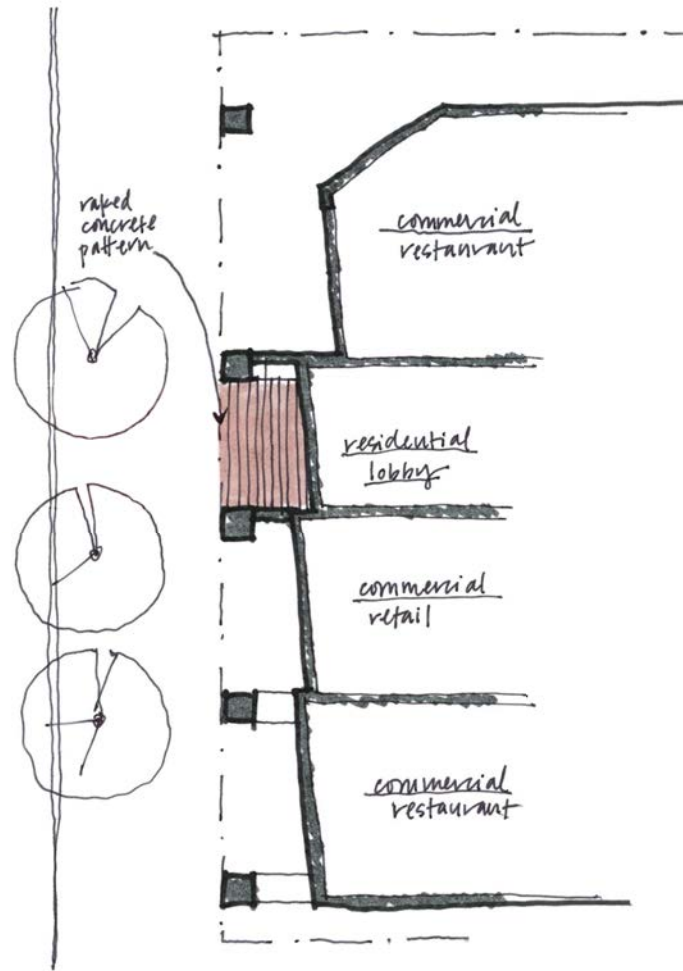 raked
concrete
pattern
commercial
restaurant
residential
lobby
commercial
retail
commercial
restaurant